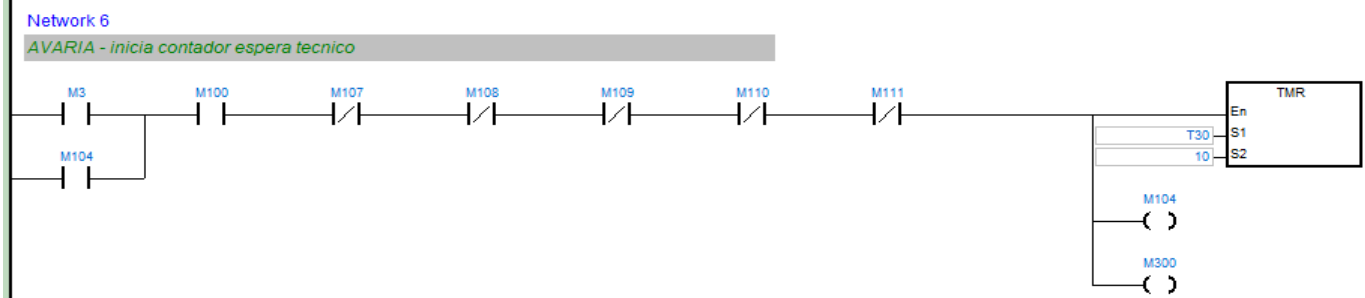 Network 6
AVARIA - inicia contador espera tecnico
M3 M100 M107 M108 M109 M110 M111 TMR
En
T30 S1
M104 10 S2
M104
M300